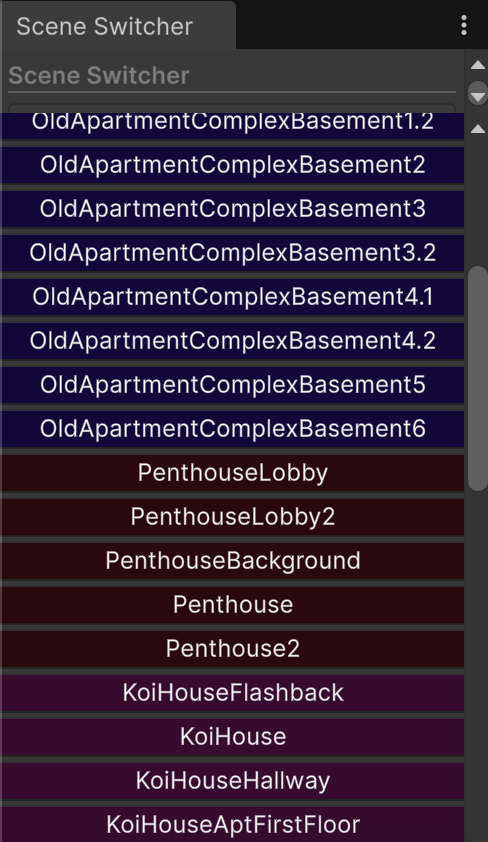 Scene Switcher
Scene Switcher
OldApartmentComplexBasement1.2
OldApartmentComplexBasement2
OldApartmentComplexBasement3
OldApartmentComplexBasement3.2
OldApartmentComplexBasement4.1
OldApartmentComplexBasement4.2
OldApartmentComplexBasement5
OldApartmentComplexBasement6
PenthouseLobby
PenthouseLobby2
PenthouseBackground
Penthouse
Penthouse2
KoiHouseFlashback
KoiHouse
KoiHouseHallway
KoiHouseAptFirstFloor